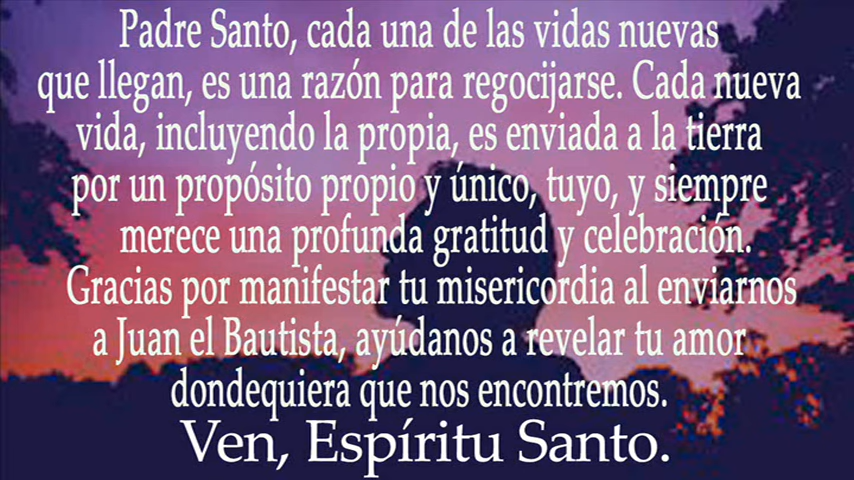 Padre Santo, cada una de las vidas nuevas
que llegan, es una razón para regocijarse. Cada nueva
vida, incluyendo la propia, es enviada a la tierra
por un propósito propio y único, tuyo, y siempre
merece una profunda gratitud y celebración.
Gracias por manifestar tu misericordia al enviarnos
a Juan el Bautista, ayúdanos a revelar tu amor
dondequiera que nos encontremos.
Ven, Espíritu Santo.